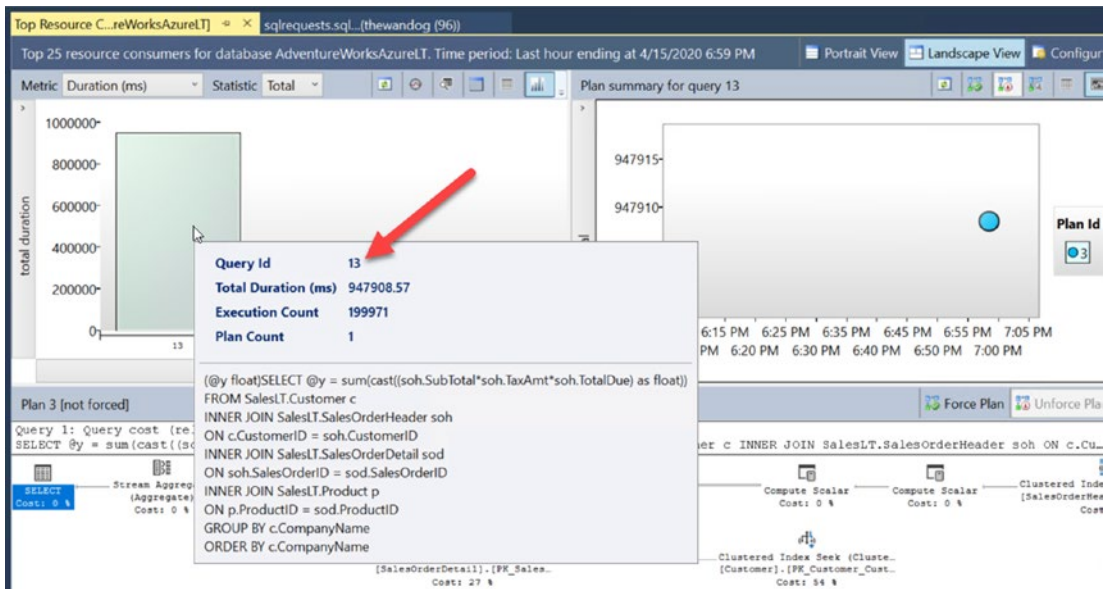 Top Resource C...reWorksAzureLT]
sqlrequests.sql...(thewandog (96))
Top 25 resource consumers for database AdventureWorksAzureLT. Time period: Last hour ending at 4/15/2020 6:59 PM
Portrait View
Landscape View
Configur
Metric Duration (ms)
Statistic Total
Plan summary for query 13
1000000
800000
600000
400000
200000
0
total duration
13
947915
947910
Plan Id
3
6:15 PM 6:25 PM 6:35 PM 6:45 PM 6:55 PM 7:05 PM
PM 6:20 PM 6:30 PM 6:40 PM 6:50 PM 7:00 PM
Query Id 13
Total Duration (ms) 947908.57
Execution Count 199971
Plan Count 1
(@y float)SELECT @y = sum(cast((soh.SubTotal*soh.TaxAmt*soh.TotalDue) as float))
FROM SalesLT.Customer c
INNER JOIN SalesLT.SalesOrderHeader soh
ON c.CustomerID = soh.CustomerID
INNER JOIN SalesLT.SalesOrderDetail sod
ON soh.SalesOrderID = sod.SalesOrderID
INNER JOIN SalesLT.Product p
ON p.ProductID = sod.ProductID
GROUP BY c.CompanyName
ORDER BY c.CompanyName
Plan 3 [not forced]
Force Plan
Unforce Pla
Query 1: Query cost (rel
SELECT @y = sum(cast((so
er c INNER JOIN SalesLT.SalesOrderHeader soh ON c.Cu...
SELECT
Cost: 0 %
Stream Aggreg
(Aggregate)
Cost: 0 %
Compute Scalar
Cost: 0 %
Compute Scalar
Cost: 0 %
Clustered Inde
[SalesOrderHea
Cost
[SalesOrderDetail].[PK_Sales...
Cost: 27 %
Clustered Index Seek (Cluste...
[Customer].[PK_Customer_Cust...
Cost: 54 %